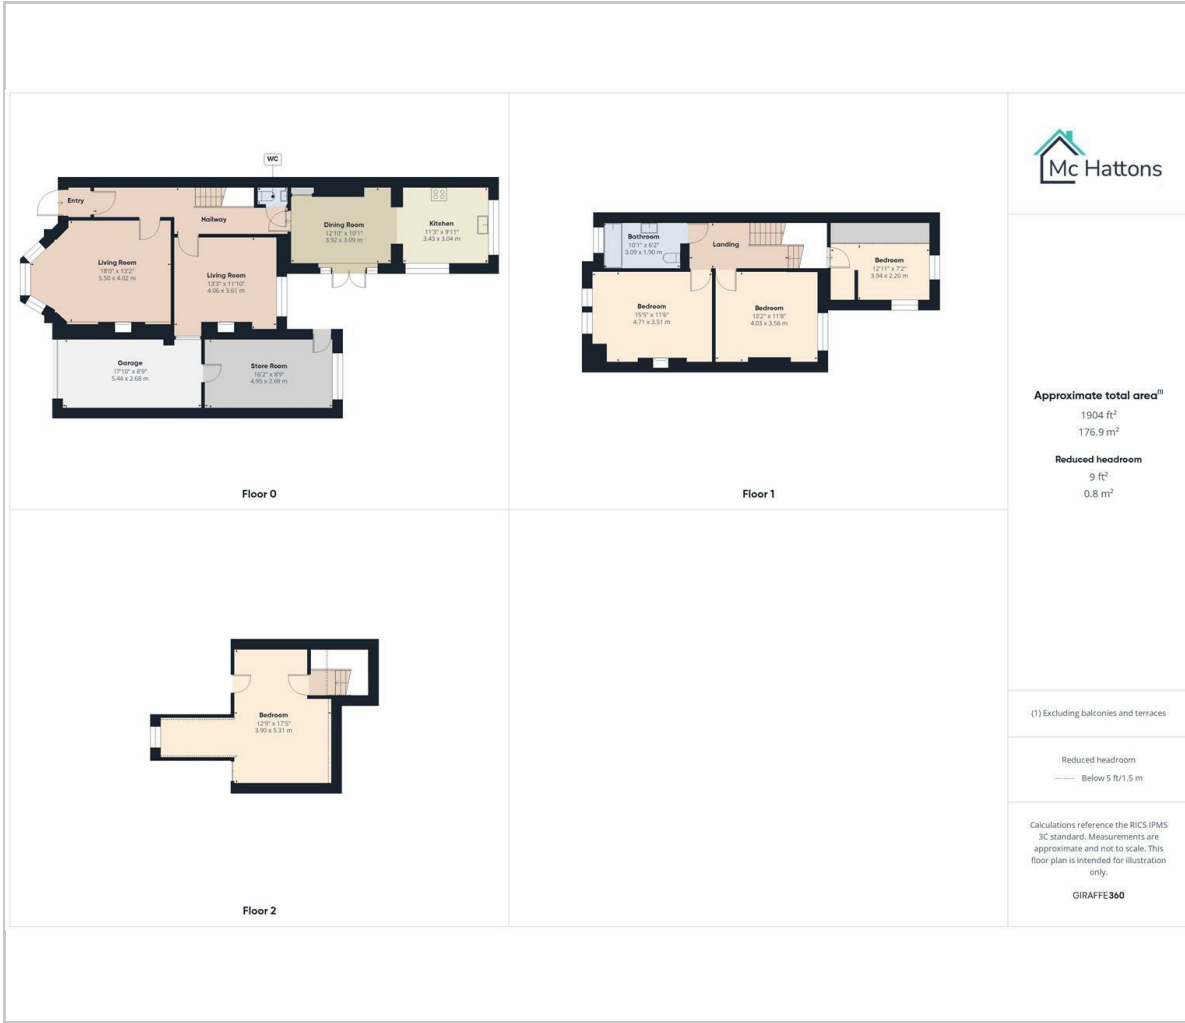 WC
Entry
Hallway
Dining Room
12'10" x 10'1"
3.92 x 3.09 m
Kitchen
11'3" x 9'11"
3.43 x 3.04 m
Living Room
18'0" x 13'2"
5.50 x 4.02 m
Living Room
13'3" x 11'10"
4.06 x 3.61 m
Garage
17'10" x 8'9"
5.44 x 2.68 m
Store Room
16'2" x 8'9"
4.95 x 2.69 m
Floor 0
Bathroom
10'1" x 6'2"
3.09 x 1.90 m
Landing
Bedroom
12'11" x 7'2"
3.94 x 2.20 m
Bedroom
15'5" x 11'6"
4.71 x 3.51 m
Bedroom
13'2" x 11'8"
4.03 x 3.56 m
Floor 1
Bedroom
12'9" x 17'5"
3.90 x 5.31 m
Floor 2
Mc Hattons
Approximate total area(1)
1904 ft²
176.9 m²
Reduced headroom
9 ft²
0.8 m²
(1) Excluding balconies and terraces
Reduced headroom
Below 5 ft/1.5 m
Calculations reference the RICS IPMS
3C standard. Measurements are
approximate and not to scale. This
floor plan is intended for illustration
only.
GIRAFFE360